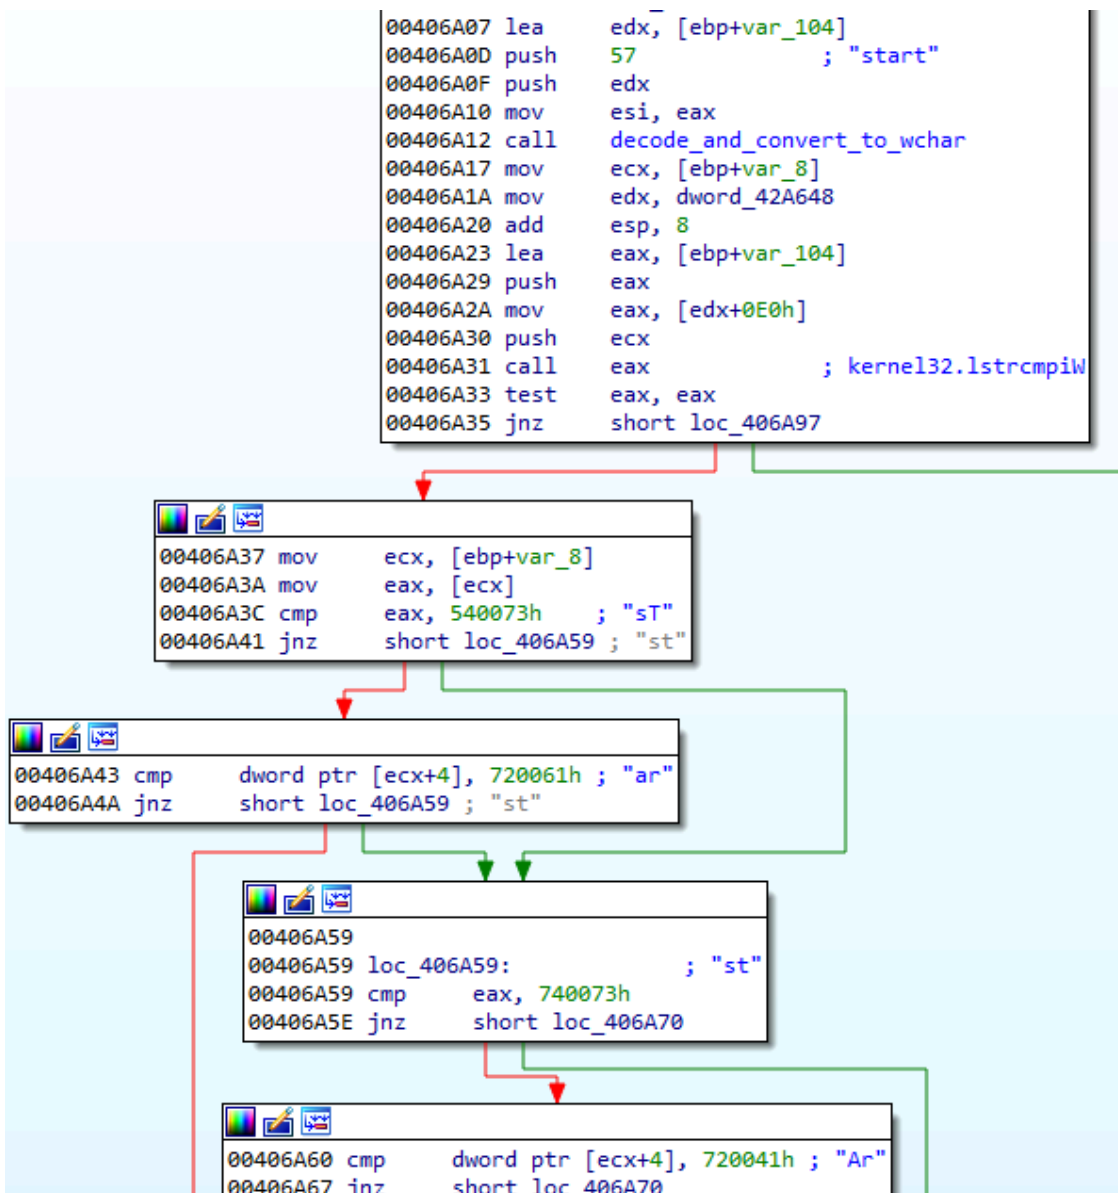 00406A07 lea edx, [ebp+var_104]
00406A0D push 57 ; "start"
00406A0F push edx
00406A10 mov esi, eax
00406A12 call decode_and_convert_to_wchar
00406A17 mov ecx, [ebp+var_8]
00406A1A mov edx, dword_42A648
00406A20 add esp, 8
00406A23 lea eax, [ebp+var_104]
00406A29 push eax
00406A2A mov eax, [edx+0E0h]
00406A30 push ecx
00406A31 call eax ; kernel32.lstrcmpiW
00406A33 test eax, eax
00406A35 jnz short loc_406A97
00406A37 mov ecx, [ebp+var_8]
00406A3A mov eax, [ecx]
00406A3C cmp eax, 540073h ; "sT"
00406A41 jnz short loc_406A59 ; "st"
00406A43 cmp dword ptr [ecx+4], 720061h ; "ar"
00406A4A jnz short loc_406A59 ; "st"
00406A59
00406A59 loc_406A59: ; "st"
00406A59 cmp eax, 740073h
00406A5E jnz short loc_406A70
00406A60 cmp dword ptr [ecx+4], 720041h ; "Ar"
00406A67 jnz short loc_406A70